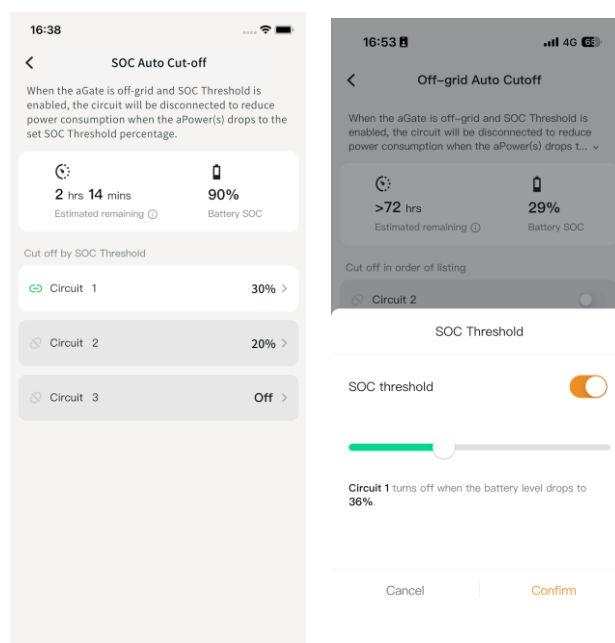 16:38
SOC Auto Cut-off
When the aGate is off-grid and SOC Threshold is
enabled, the circuit will be disconnected to reduce
power consumption when the aPower(s) drops to the
set SOC Threshold percentage.
2 hrs 14 mins
90%
Estimated remaining
Battery SOC
Cut off by SOC Threshold
Circuit 1
30% >
Circuit 2
20% >
Circuit 3
Off >
16:53
4G 65
Off-grid Auto Cutoff
When the aGate is off-grid and SOC Threshold is
enabled, the circuit will be disconnected to reduce
power consumption when the aPower(s) drops t...
>72 hrs
29%
Estimated remaining
Battery SOC
Cut off in order of listing
Circuit 2
SOC Threshold
SOC threshold
Circuit 1 turns off when the battery level drops to
36%.
Cancel
Confirm